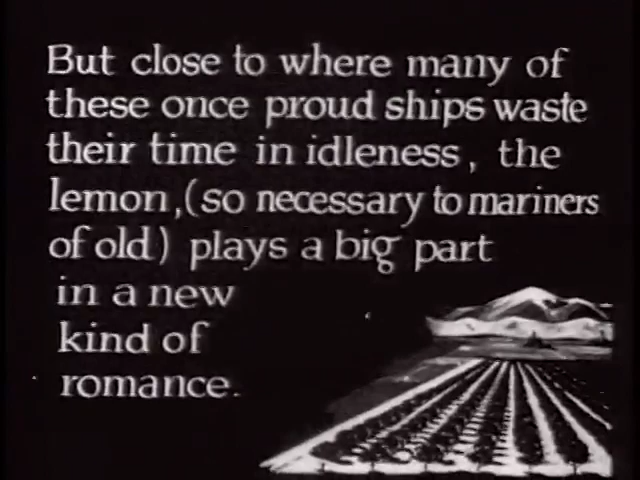 But close to where many of
these once proud ships waste
their time in idleness, the
lemon,(so necessary to mariners
of old) plays a big part
in a new
kind of
romance.